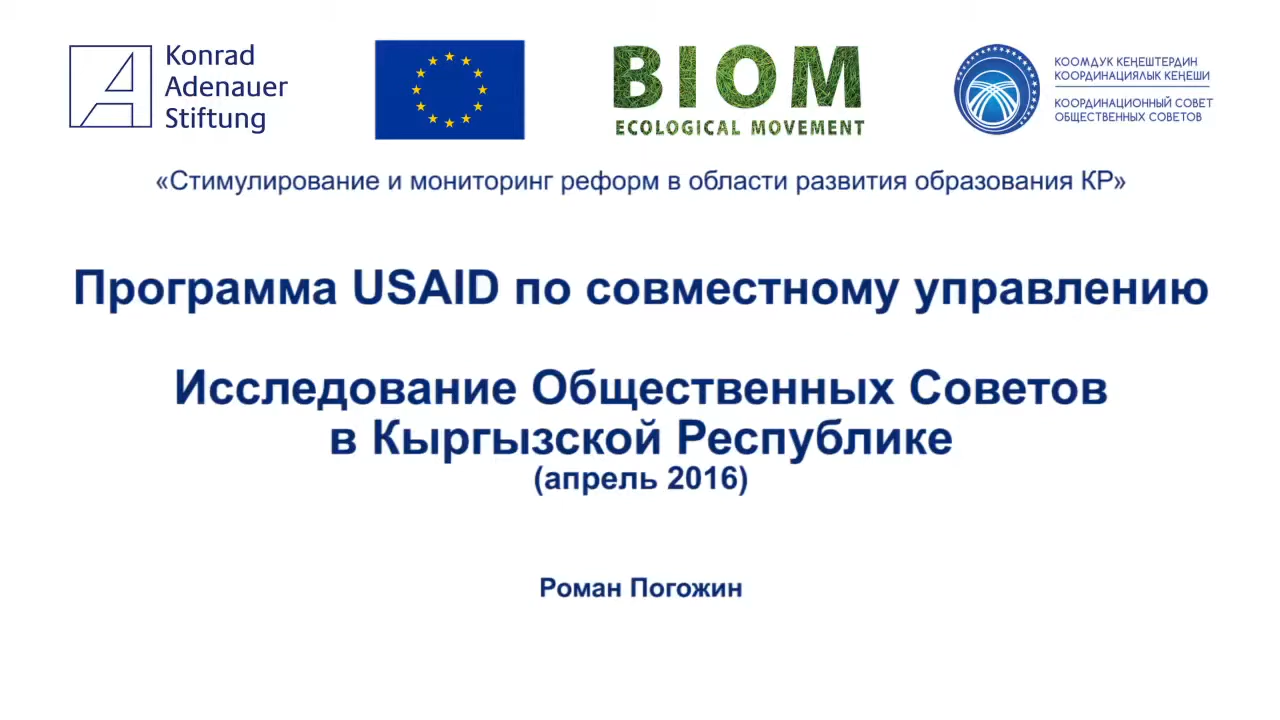 Konrad
Adenauer
Stiftung
BIOM
ECOLOGICAL MOVEMENT
КООМДУК КЕҢЕШТЕРДИН
КООРДИНАЦИЯЛЫК КЕҢЕШИ
КООРДИНАЦИОННЫЙ СОВЕТ
ОБЩЕСТВЕННЫХ СОВЕТОВ
«Стимулирование и мониторинг реформ в области развития образования КР»
Программа USAID по совместному управлению
Исследование Общественных Советов
в Кыргызской Республике
(апрель 2016)
Роман Погожин